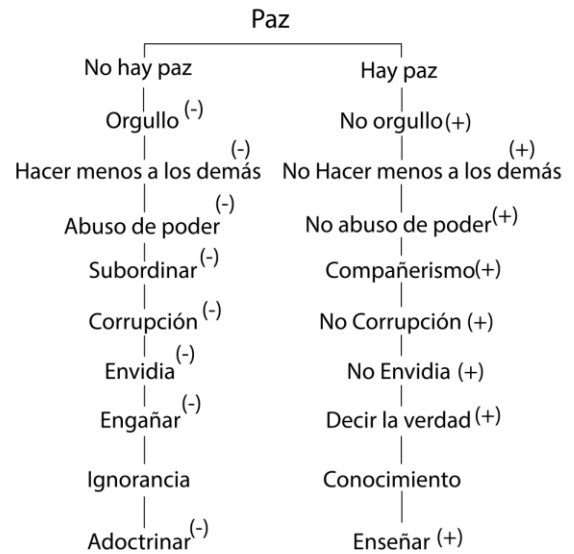 Paz
No hay paz
Hay paz
Orgullo (-)
No orgullo (+)
Hacer menos a los demás (-)
No Hacer menos a los demás (+)
Abuso de poder (-)
No abuso de poder (+)
Subordinar (-)
Compañerismo (+)
Corrupción (-)
No Corrupción (+)
Envidia (-)
No Envidia (+)
Engañar (-)
Decir la verdad (+)
Ignorancia
Conocimiento
Adoctrinar (-)
Enseñar (+)